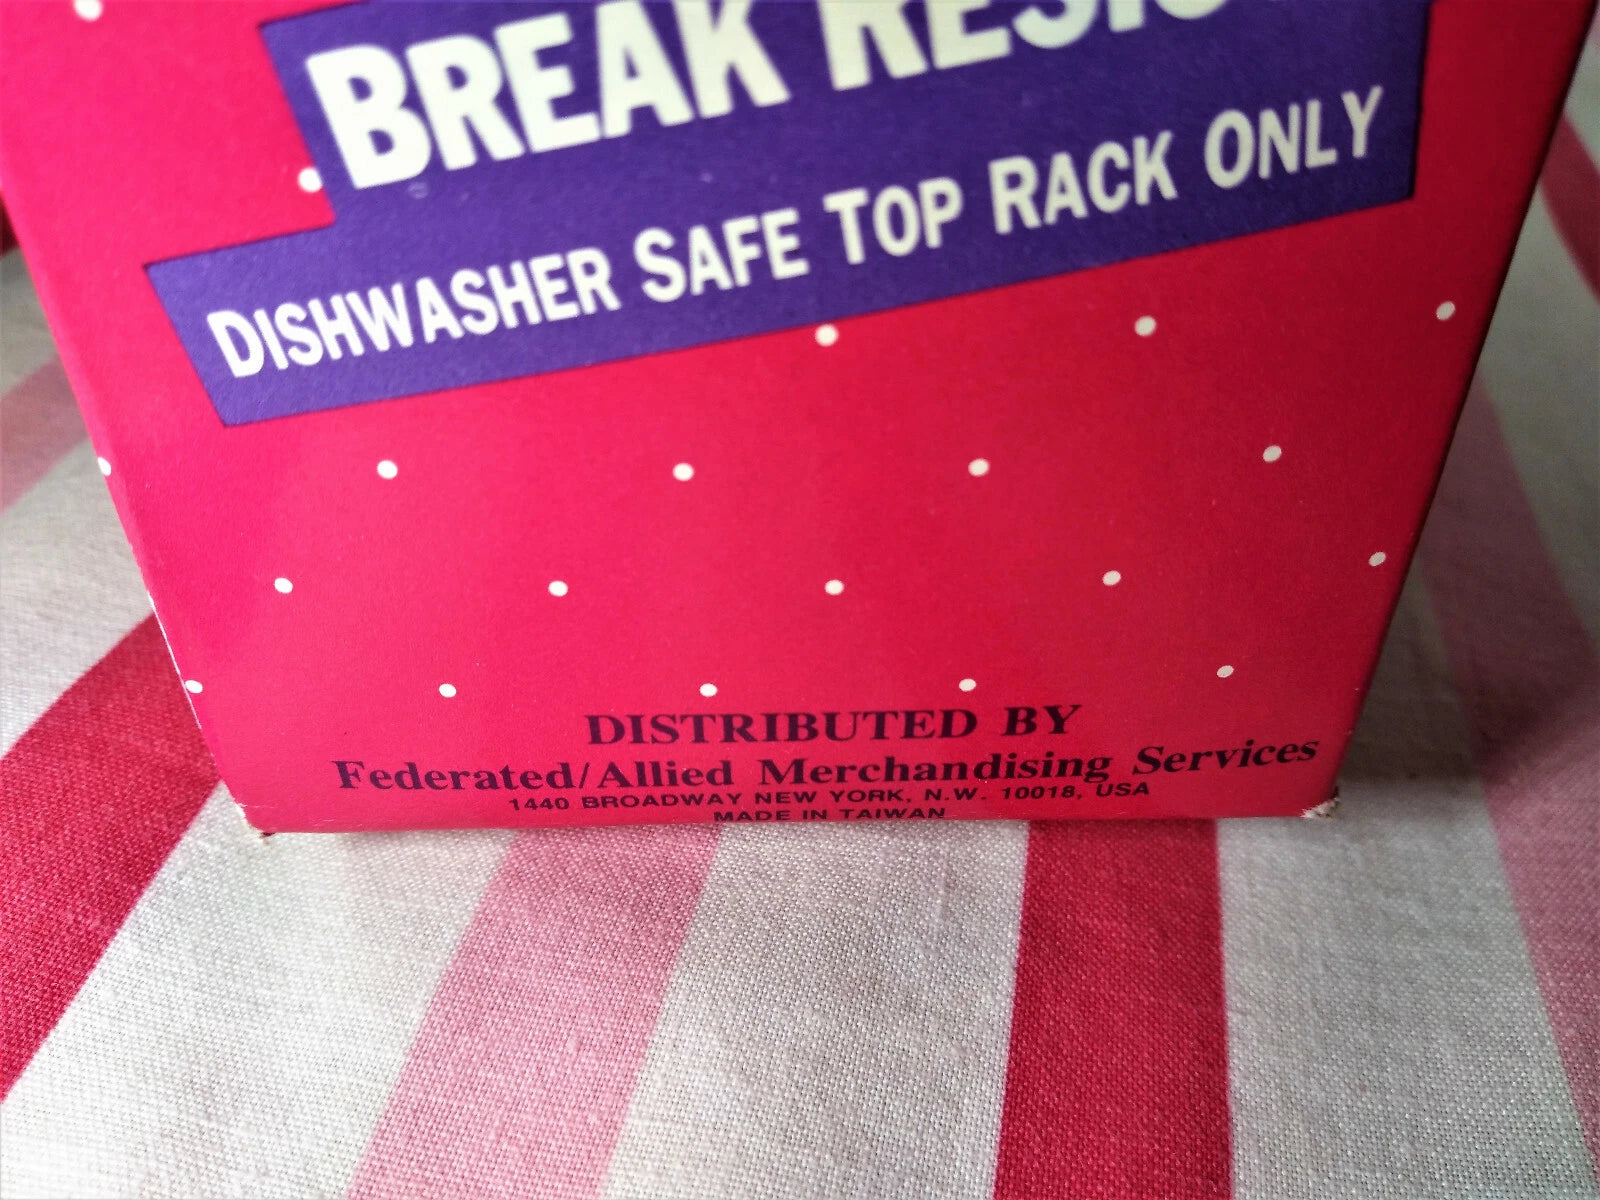 BREAK
DISHWASHER SAFE TOP RACK ONLY
DISTRIBUTED BY
Federated/Allied Merchandising Services
1440 BROADWAY NEW YORK, N.W. 10018, USA
MADE IN TAIWAN